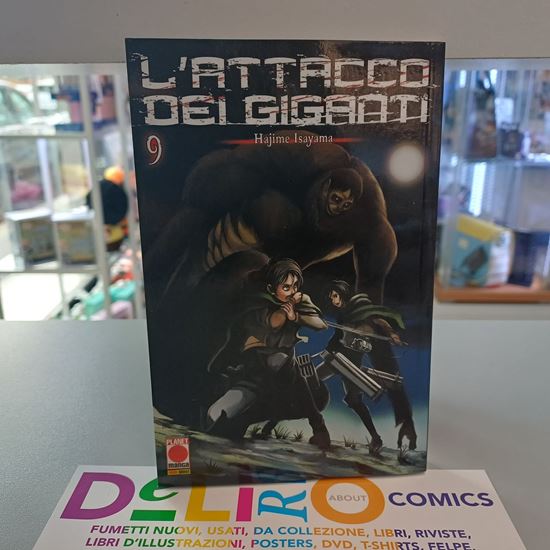 L'ATTACCO
DEI GIGANTI
9
Hajime Isayama
PLANET
manga
DELIRIO ABOUT COMICS
FUMETTI NUOVI, USATI, DA COLLEZIONE, LIBRI, RIVISTE,
LIBRI D'ILLUSTRAZIONI, POSTERS, DVD, T-SHIRTS, FELPE,